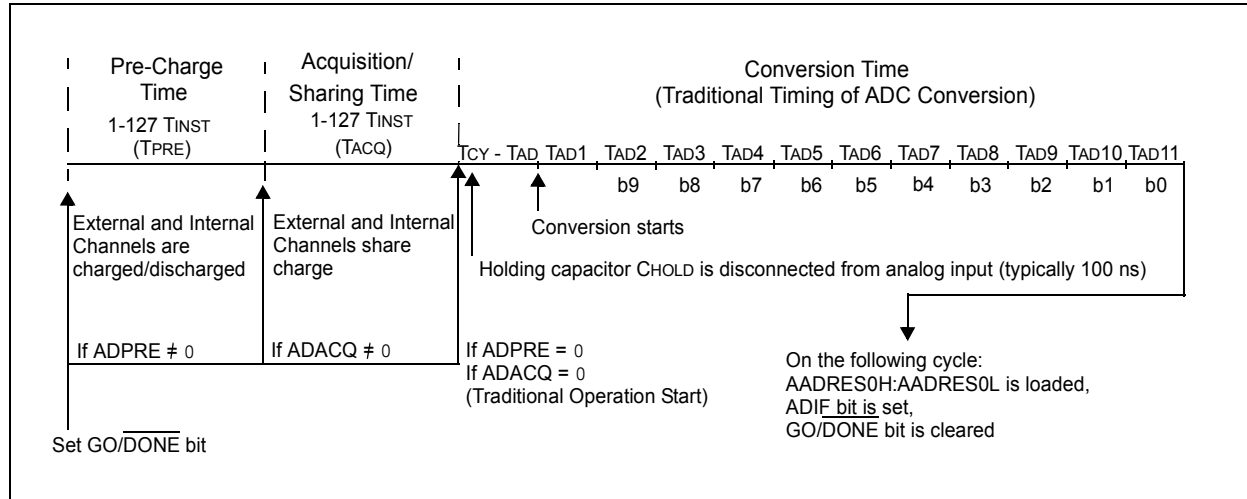 Pre-Charge
Time
1-127 TINST
(TPRE)
Acquisition/
Sharing Time
1-127 TINST
(TACQ)
Conversion Time
(Traditional Timing of ADC Conversion)
TCY - TAD TAD1 TAD2 TAD3 TAD4 TAD5 TAD6 TAD7 TAD8 TAD9 TAD10 TAD11
b9 b8 b7 b6 b5 b4 b3 b2 b1 b0
External and Internal
Channels are
charged/discharged
External and Internal
Channels share
charge
Conversion starts
Holding capacitor CHOLD is disconnected from analog input (typically 100 ns)
If ADPRE ≠ 0
If ADACQ ≠ 0
If ADPRE = 0
If ADACQ = 0
(Traditional Operation Start)
On the following cycle:
AADRES0H:AADRES0L is loaded,
ADIF bit is set,
GO/DONE bit is cleared
Set GO/DONE bit